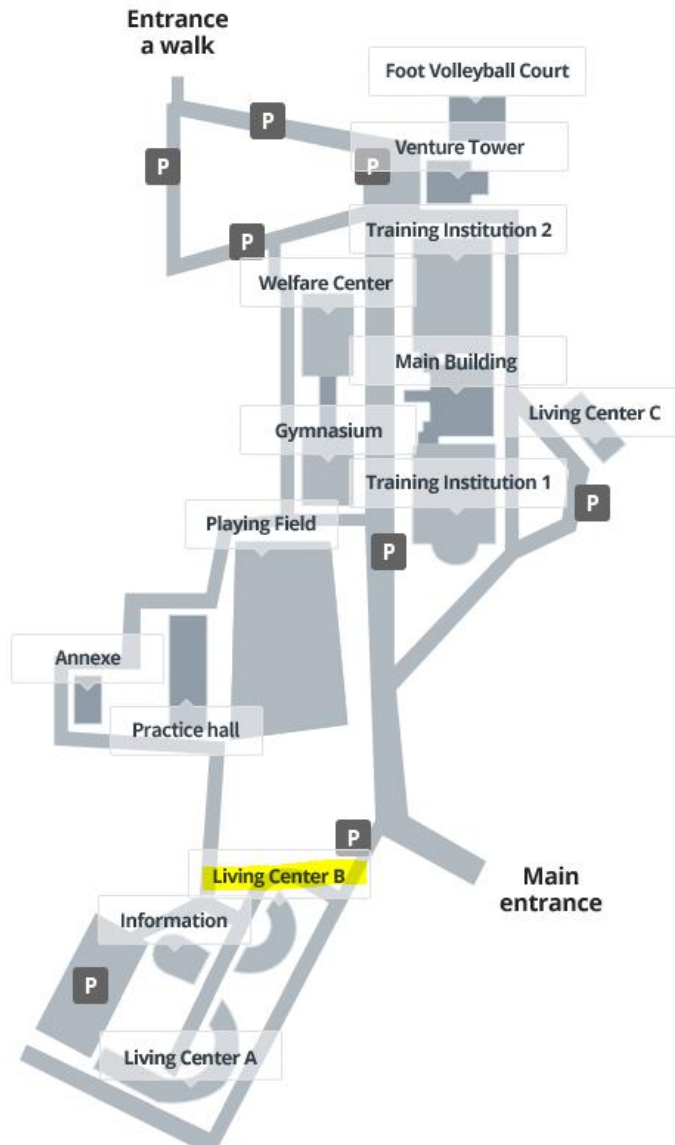 Entrance
a walk
Foot Volleyball Court
P
Venture Tower
P
P
Training Institution 2
P
Welfare Center
Main Building
Living Center C
Gymnasium
Training Institution 1
P
Playing Field
P
Annexe
Practice hall
P
Living Center B
Main
entrance
Information
P
Living Center A